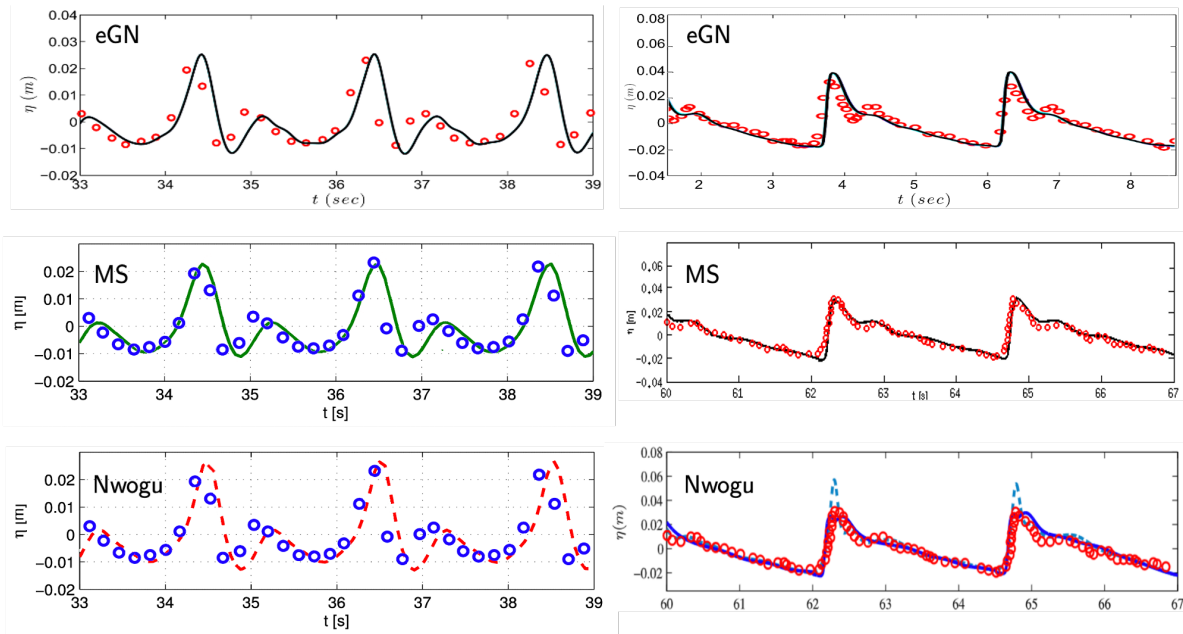 eGN
η (m)
0.04
0.03
0.02
0.01
0
−0.01
−0.02
33 34 35 36 37 38 39
t (sec)
eGN
η (m)
0.08
0.06
0.04
0.02
0
−0.02
−0.04
2 3 4 5 6 7 8
t (sec)
MS
η [m]
0.02
0.01
0
−0.01
−0.02
33 34 35 36 37 38 39
t [s]
MS
η [m]
0.06
0.04
0.02
0.00
−0.02
−0.04
60 61 62 63 64 65 66 67
t [s]
Nwogu
η [m]
0.02
0.01
0
−0.01
−0.02
33 34 35 36 37 38 39
t [s]
Nwogu
η(m)
0.08
0.06
0.04
0.02
0
−0.02
60 61 62 63 64 65 66 67